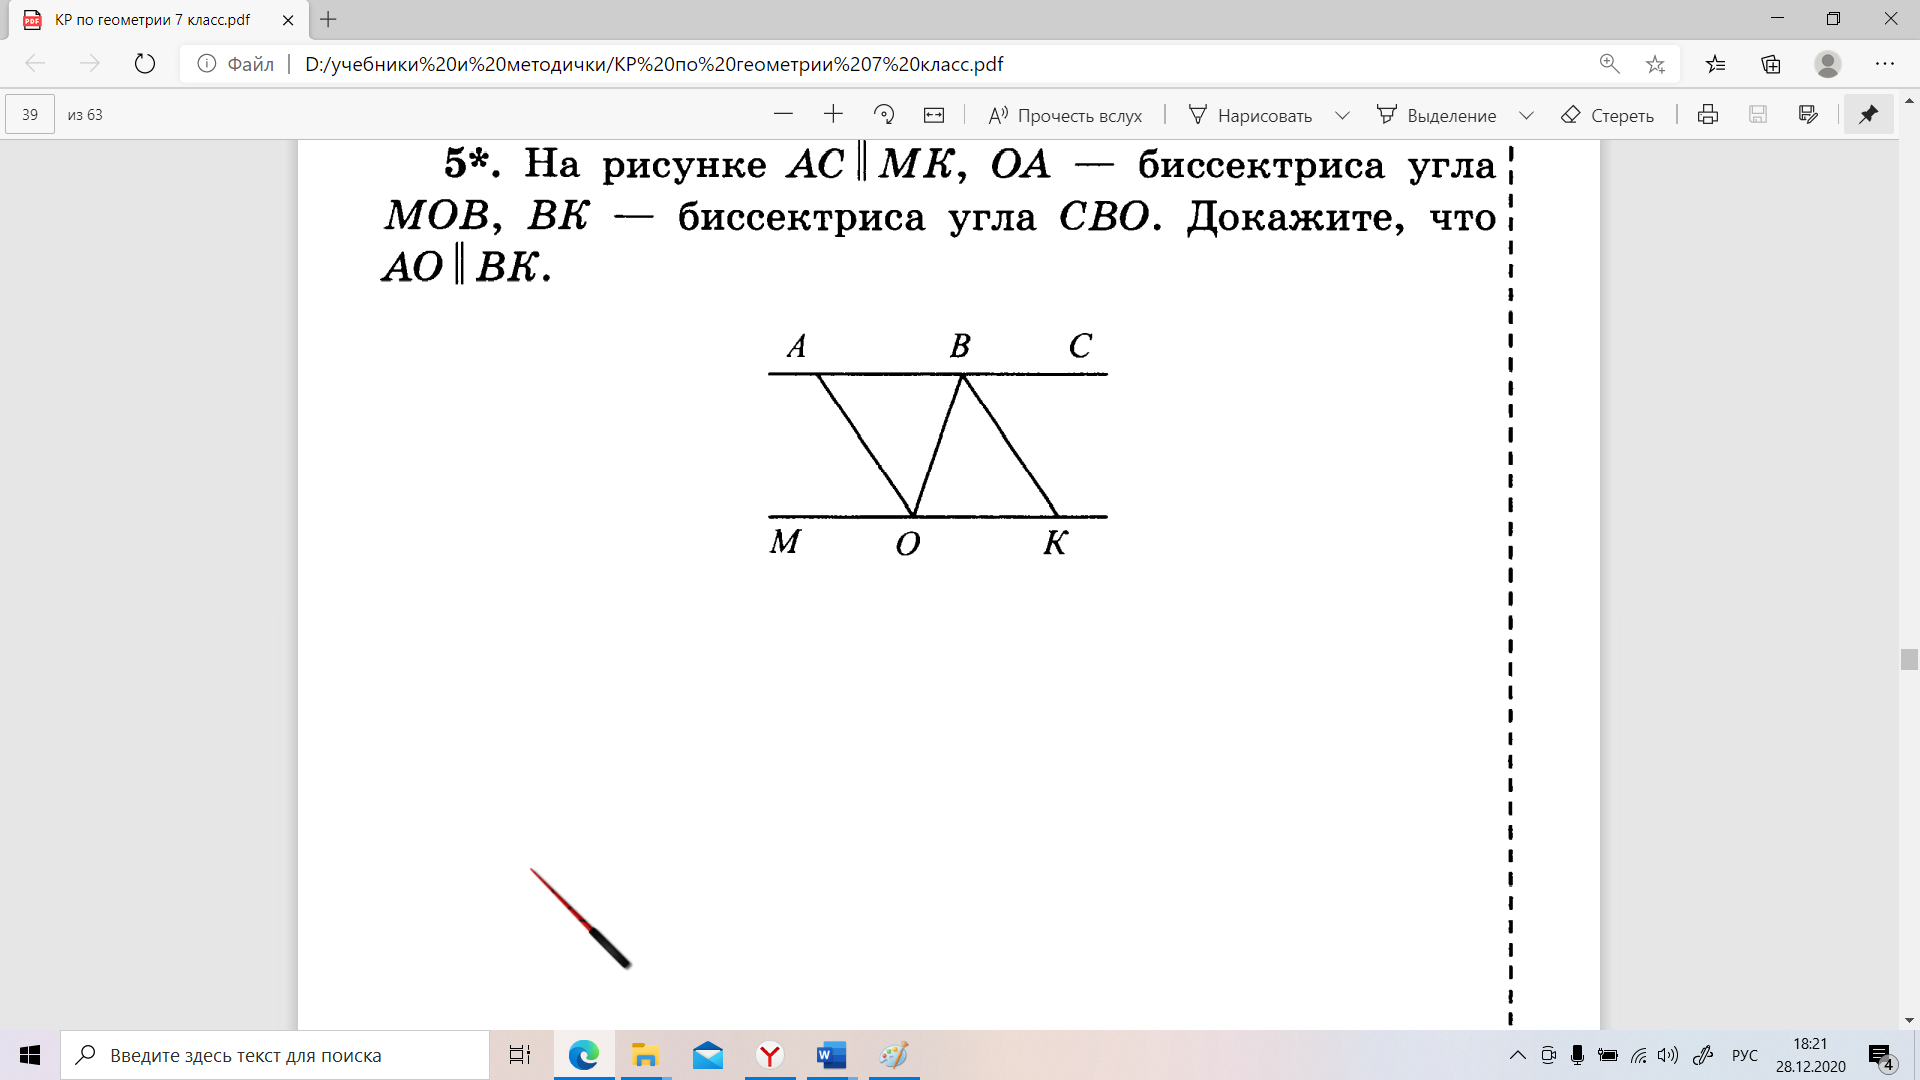 КР по геометрии 7 класс.pdf
Файл | D:/учебники%20и%20методички/КР%20по%20геометрии%207%20класс.pdf
39 из 63 Прочесть вслух Нарисовать Выделение Стереть
5*. На рисунке AC ∥ MK, OA — биссектриса угла
MOB, BK — биссектриса угла CBO. Докажите, что
AO ∥ BK.
A B C
M O K
Введите здесь текст для поиска
РУС 18:21
28.12.2020 4